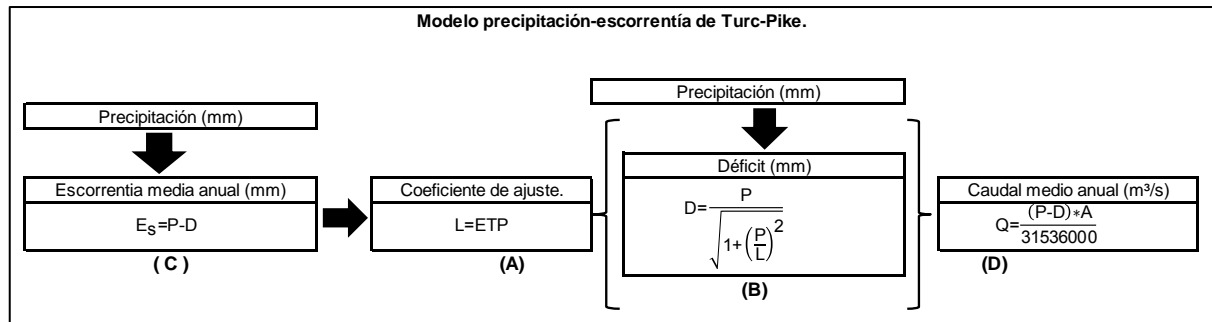 Modelo precipitación-escorrentía de Turc-Pike.
Precipitación (mm)
Escorrentia media anual (mm)
E_S=P-D
( C )
Coeficiente de ajuste.
L=ETP
(A)
Precipitación (mm)
Déficit (mm)
D=P/√(1+(P/L)^2)
(B)
Caudal medio anual (m³/s)
Q=(P-D)*A/31536000
(D)